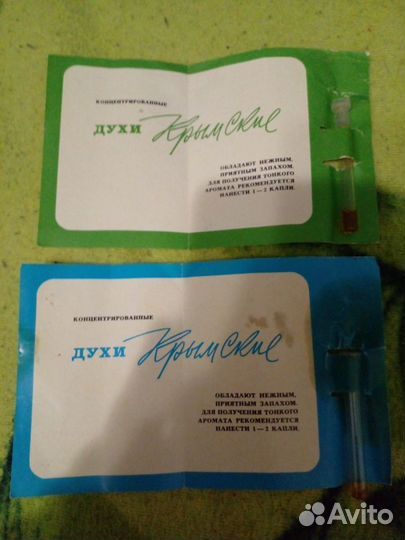 КОНЦЕНТРИРОВАННЫЕ
ДУХИ Крымские
ОБЛАДАЮТ НЕЖНЫМ,
ПРИЯТНЫМ ЗАПАХОМ.
ДЛЯ ПОЛУЧЕНИЯ ТОНКОГО
АРОМАТА РЕКОМЕНДУЕТСЯ
НАНЕСТИ 1—2 КАПЛИ.
КОНЦЕНТРИРОВАННЫЕ
ДУХИ Крымские
ОБЛАДАЮТ НЕЖНЫМ,
ПРИЯТНЫМ ЗАПАХОМ.
ДЛЯ ПОЛУЧЕНИЯ ТОНКОГО
АРОМАТА РЕКОМЕНДУЕТСЯ
НАНЕСТИ 1—2 КАПЛИ.
Avito